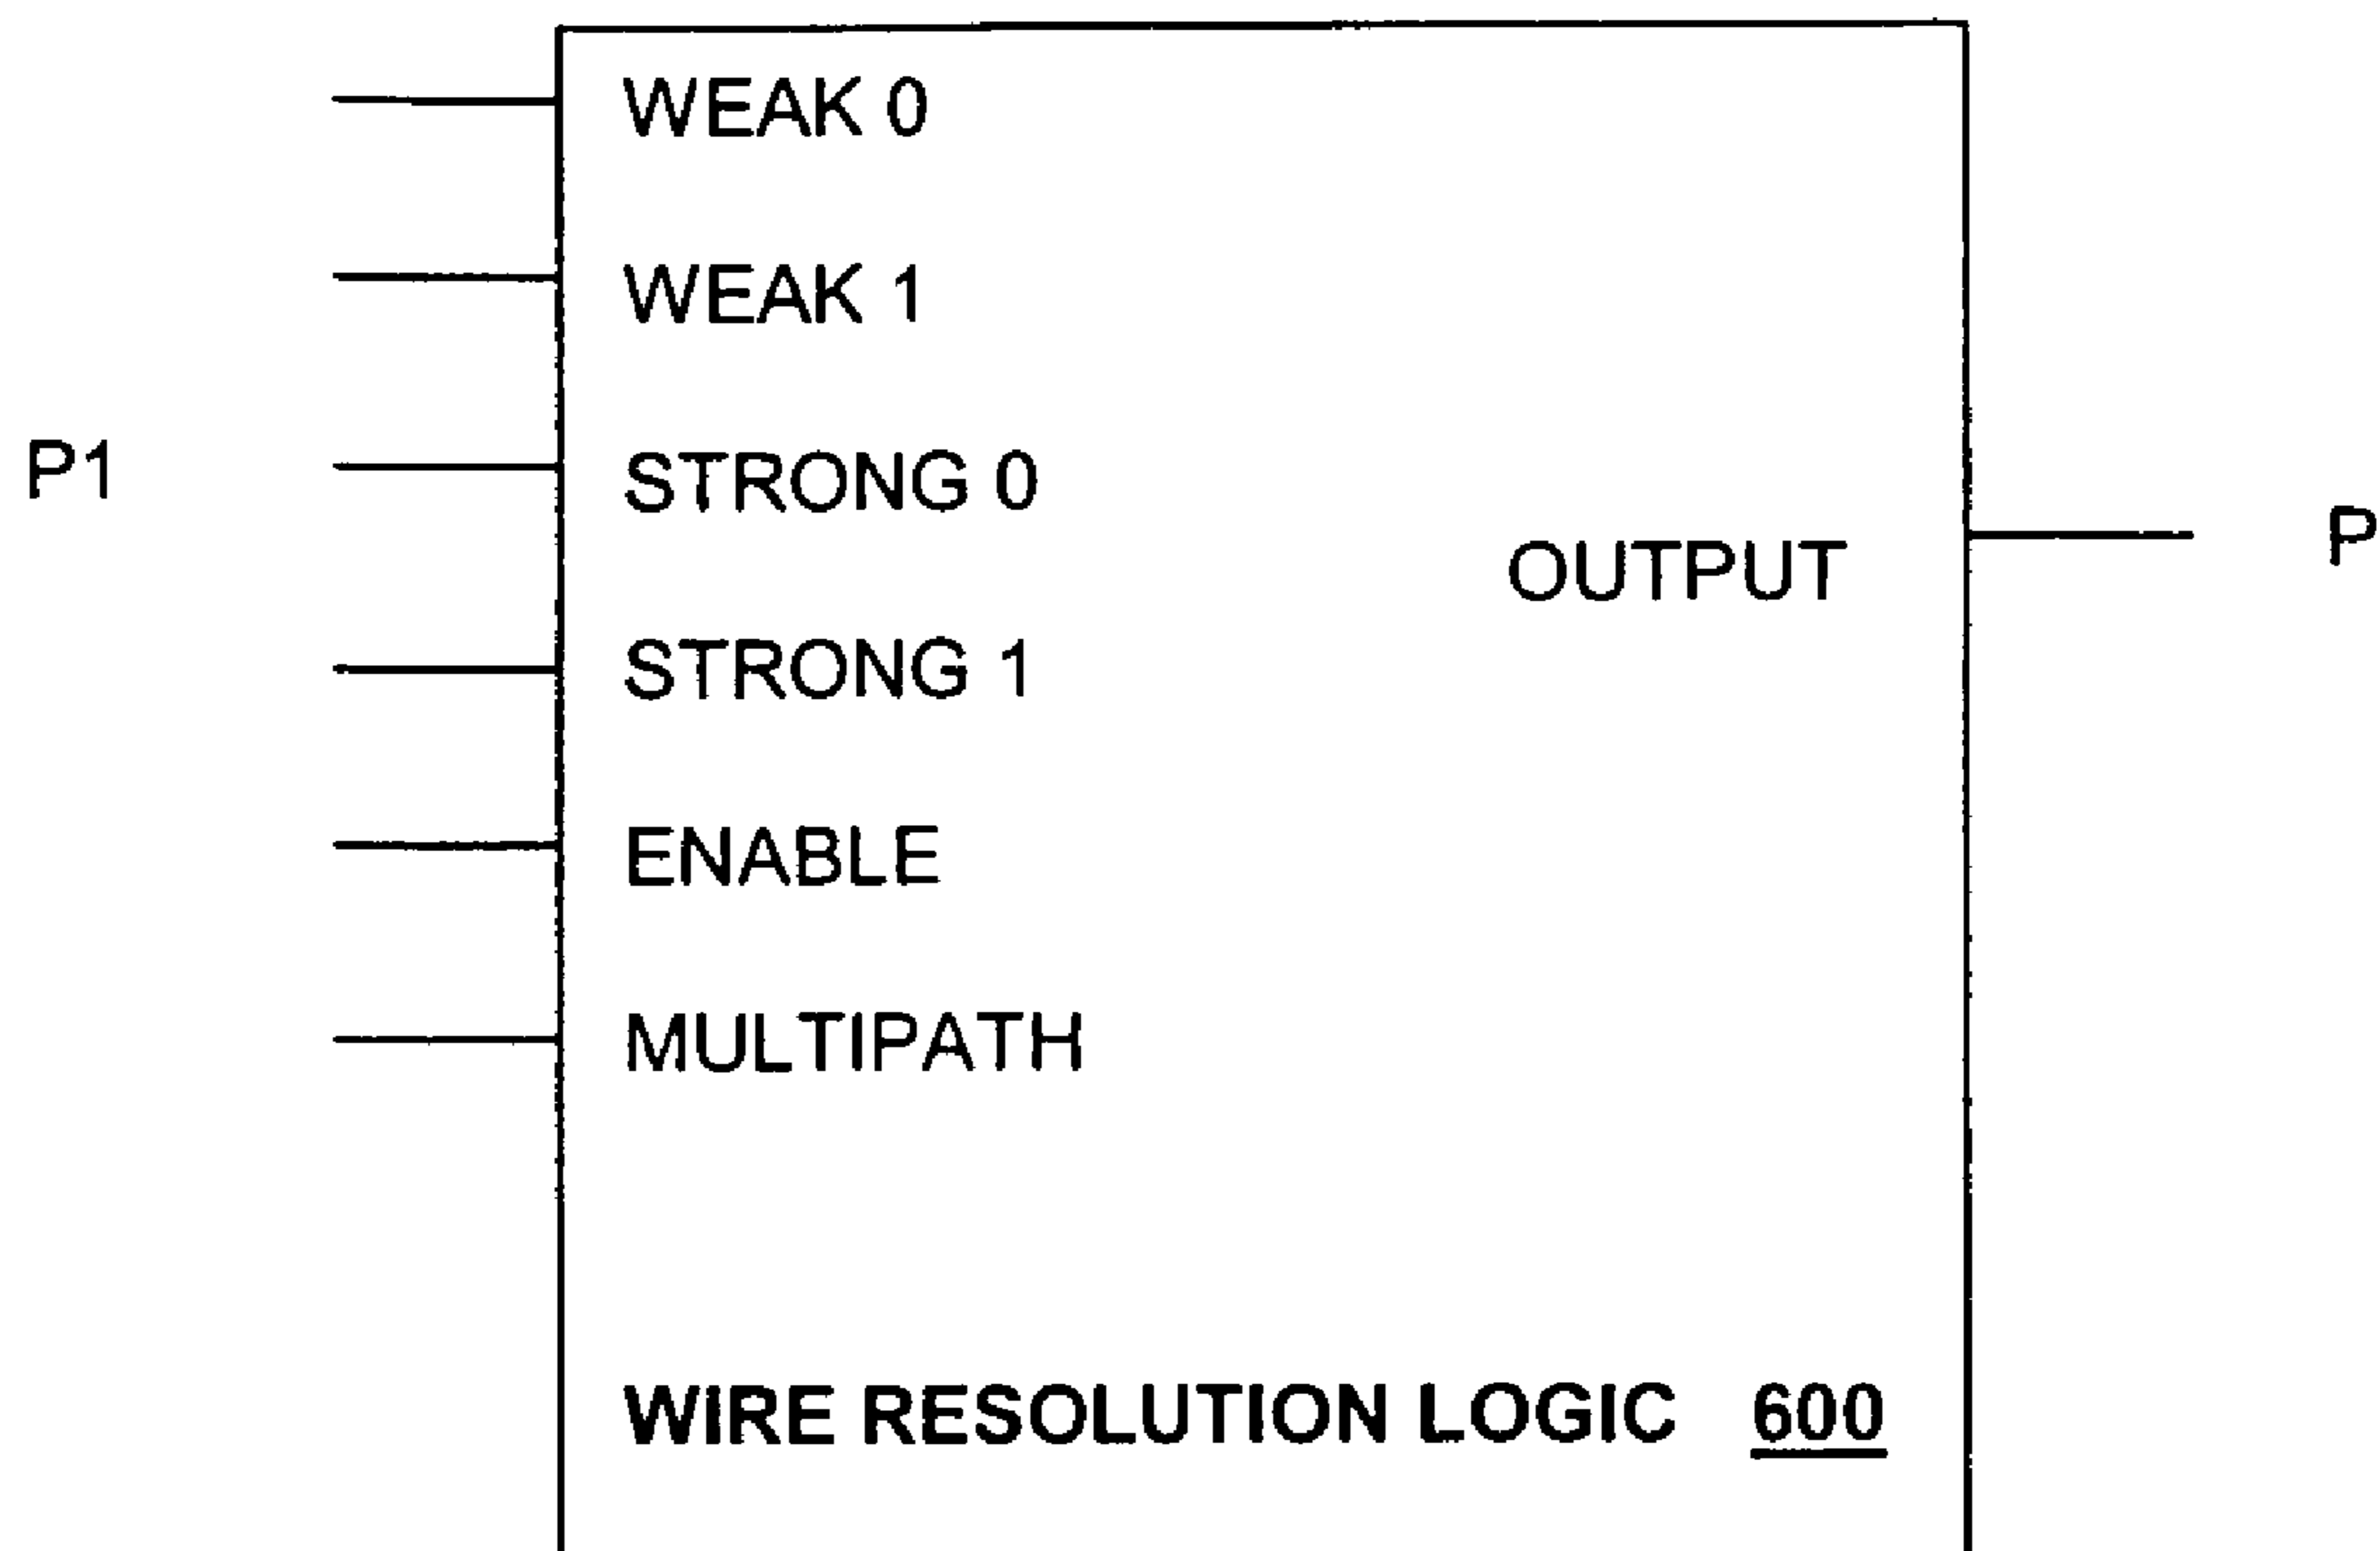 WEAK 0
WEAK 1
P1
STRONG 0
OUTPUT
P
STRONG 1
ENABLE
MULTIPATH
WIRE RESOLUTION LOGIC 600